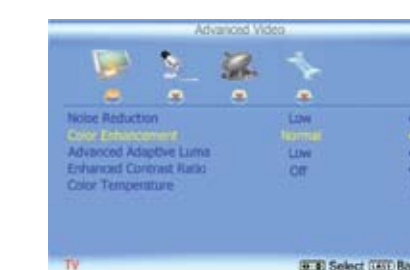 Advanced Video
Noise Reduction Low
Color Enhancement Normal
Advanced Adaptive Luma Low
Enhanced Contrast Ratio Off
Color Temperature
TV Select Ba